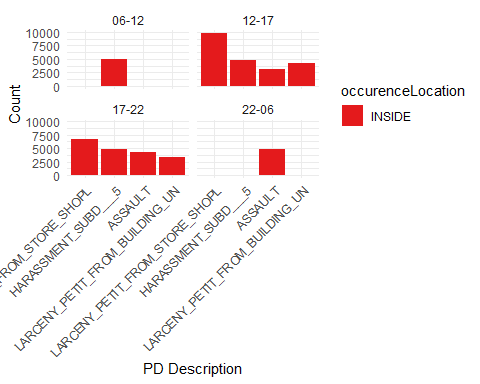 06-12
12-17
10000
7500
5000
2500
0
17-22
22-06
10000
7500
5000
2500
0
Count
FROM_STORE_SHOPL
HARASSMENT_SUBD___5
ASSAULT
LARCENY_PETIT_FROM_BUILDING_UN
LARCENY_PETIT_FROM_STORE_SHOPL
HARASSMENT_SUBD___5
ASSAULT
LARCENY_PETIT_FROM_BUILDING_UN
PD Description
occurenceLocation
INSIDE